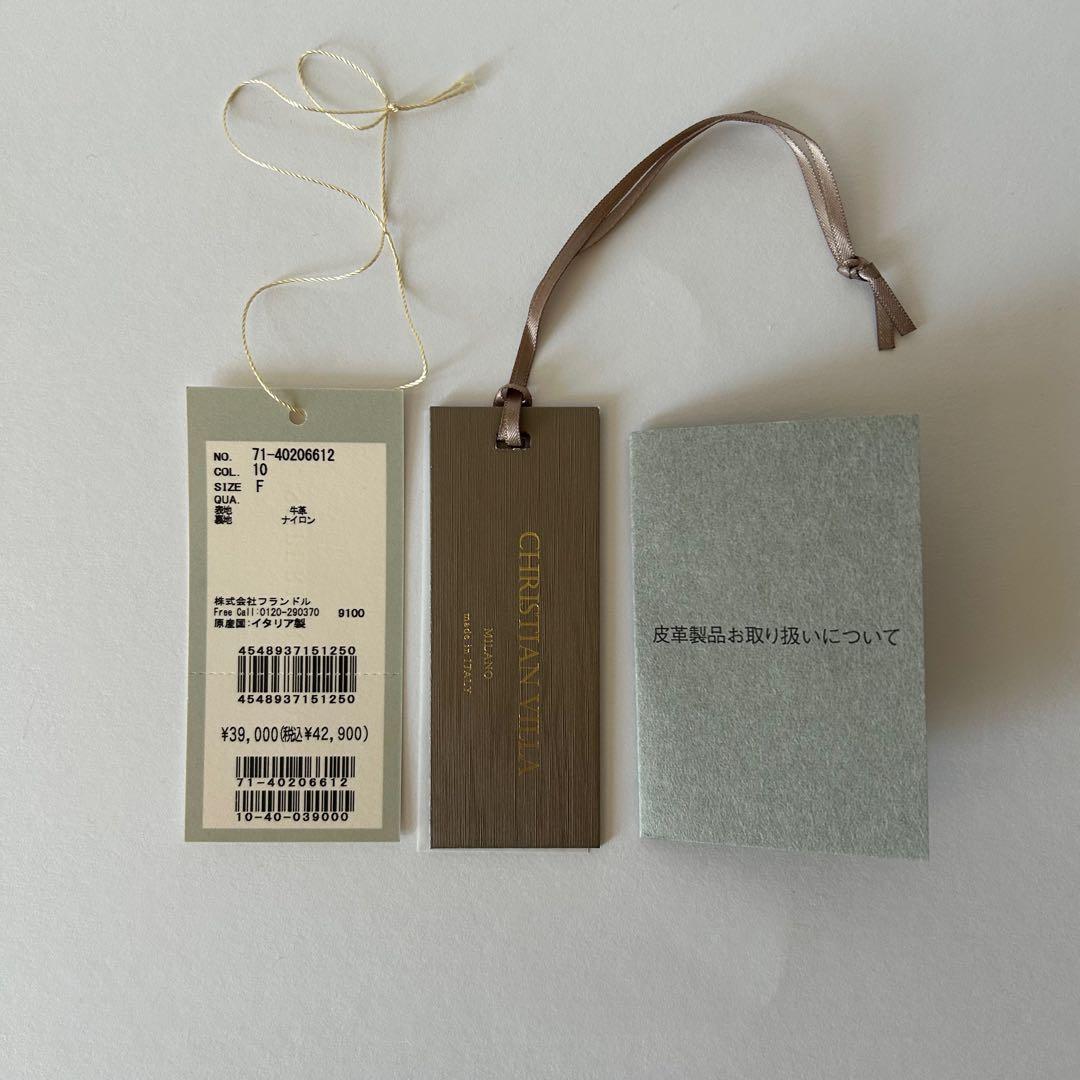 NO. 71-40206612
COL. 10
SIZE F
QUA.
表地 牛革
裏地 ナイロン
株式会社フランドル
Free Call:0120-290370 9100
原産国:イタリア製
4548937151250
4548937151250
¥39,000(税込¥42,900)
71-40206612
10-40-039000
CHRISTIAN VILLA
MILANO
made in ITALY
皮革製品お取り扱いについて